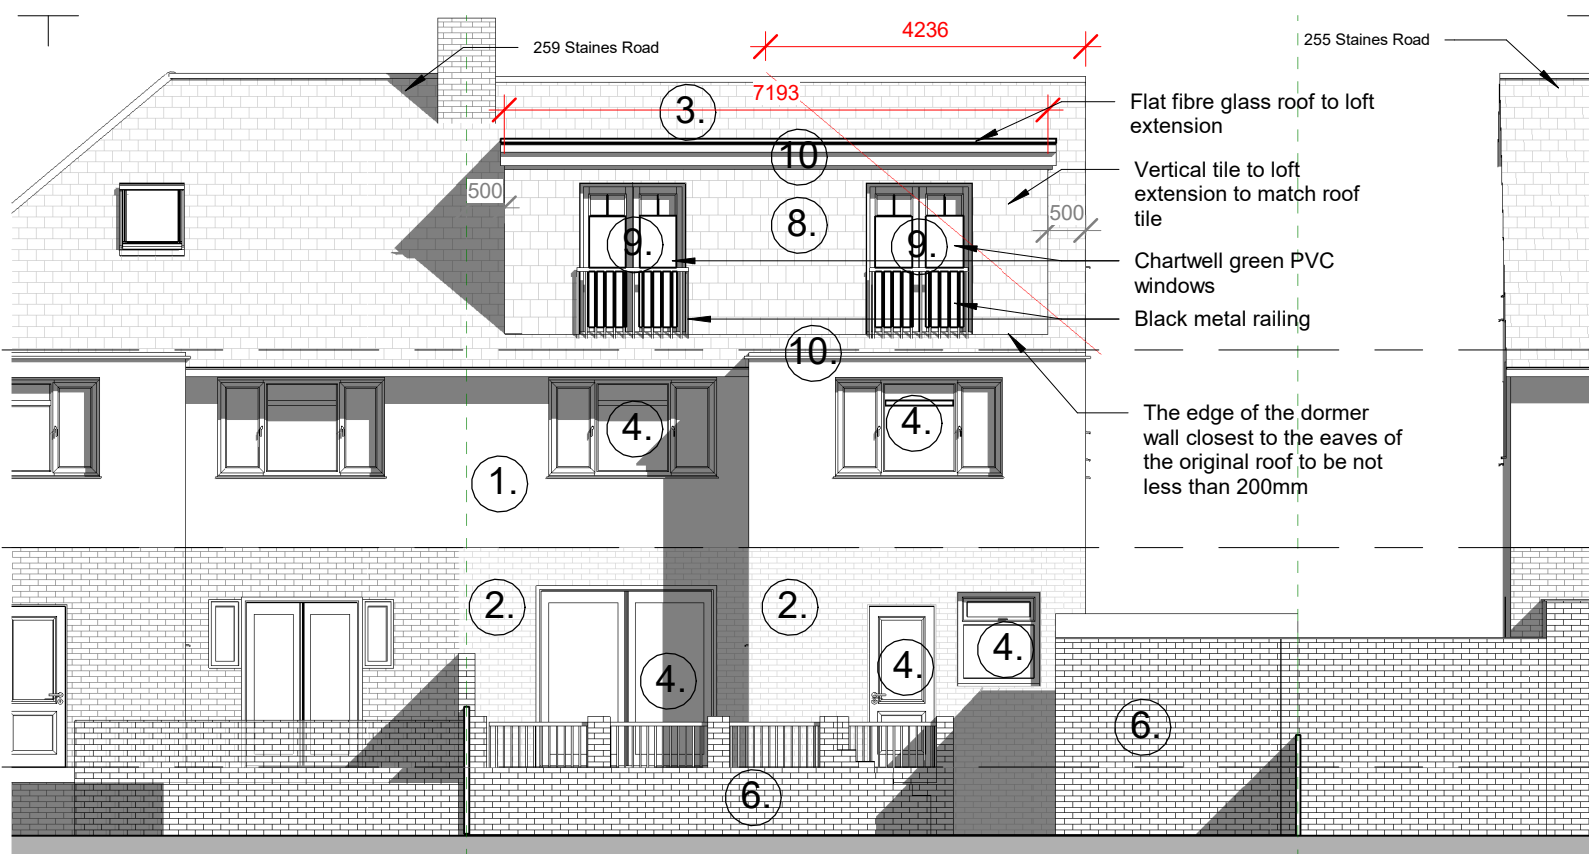 4236
259 Staines Road
255 Staines Road
7193
3.
Flat fibre glass roof to loft
extension
10
Vertical tile to loft
extension to match roof
tile
500
8.
500
9.
9.
Chartwell green PVC
windows
Black metal railing
10.
4.
4.
The edge of the dormer
wall closest to the eaves of
the original roof to be not
less than 200mm
1.
2.
2.
4.
4.
4.
6.
6.